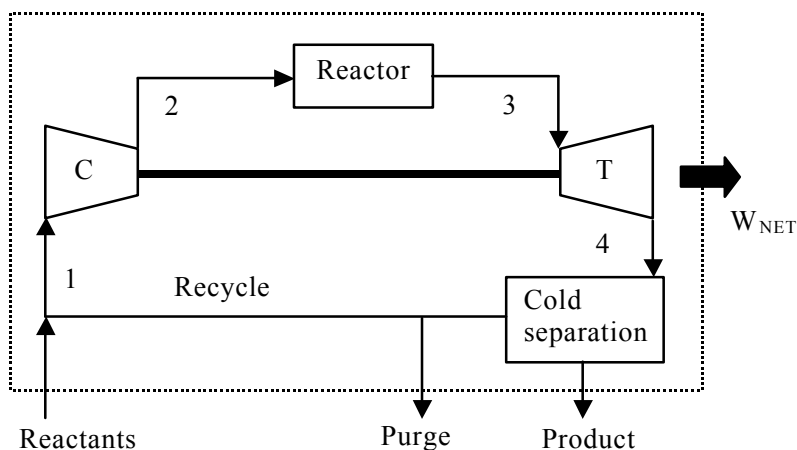 Reactor
2
3
C
T
W_NET
4
1
Recycle
Cold
separation
Reactants
Purge
Product